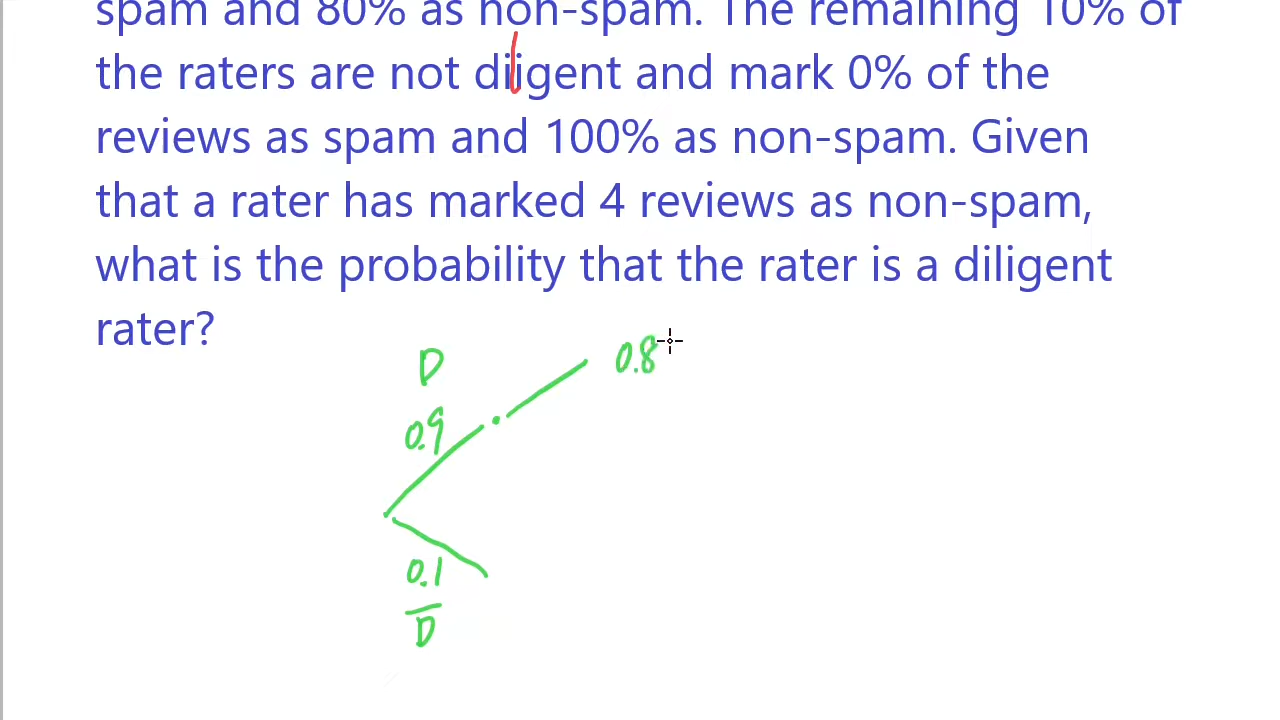 spam and 80% as non-spam. The remaining 10% of
the raters are not diligent and mark 0% of the
reviews as spam and 100% as non-spam. Given
that a rater has marked 4 reviews as non-spam,
what is the probability that the rater is a diligent
rater?
D
0.8
0.9
0.1
D̅